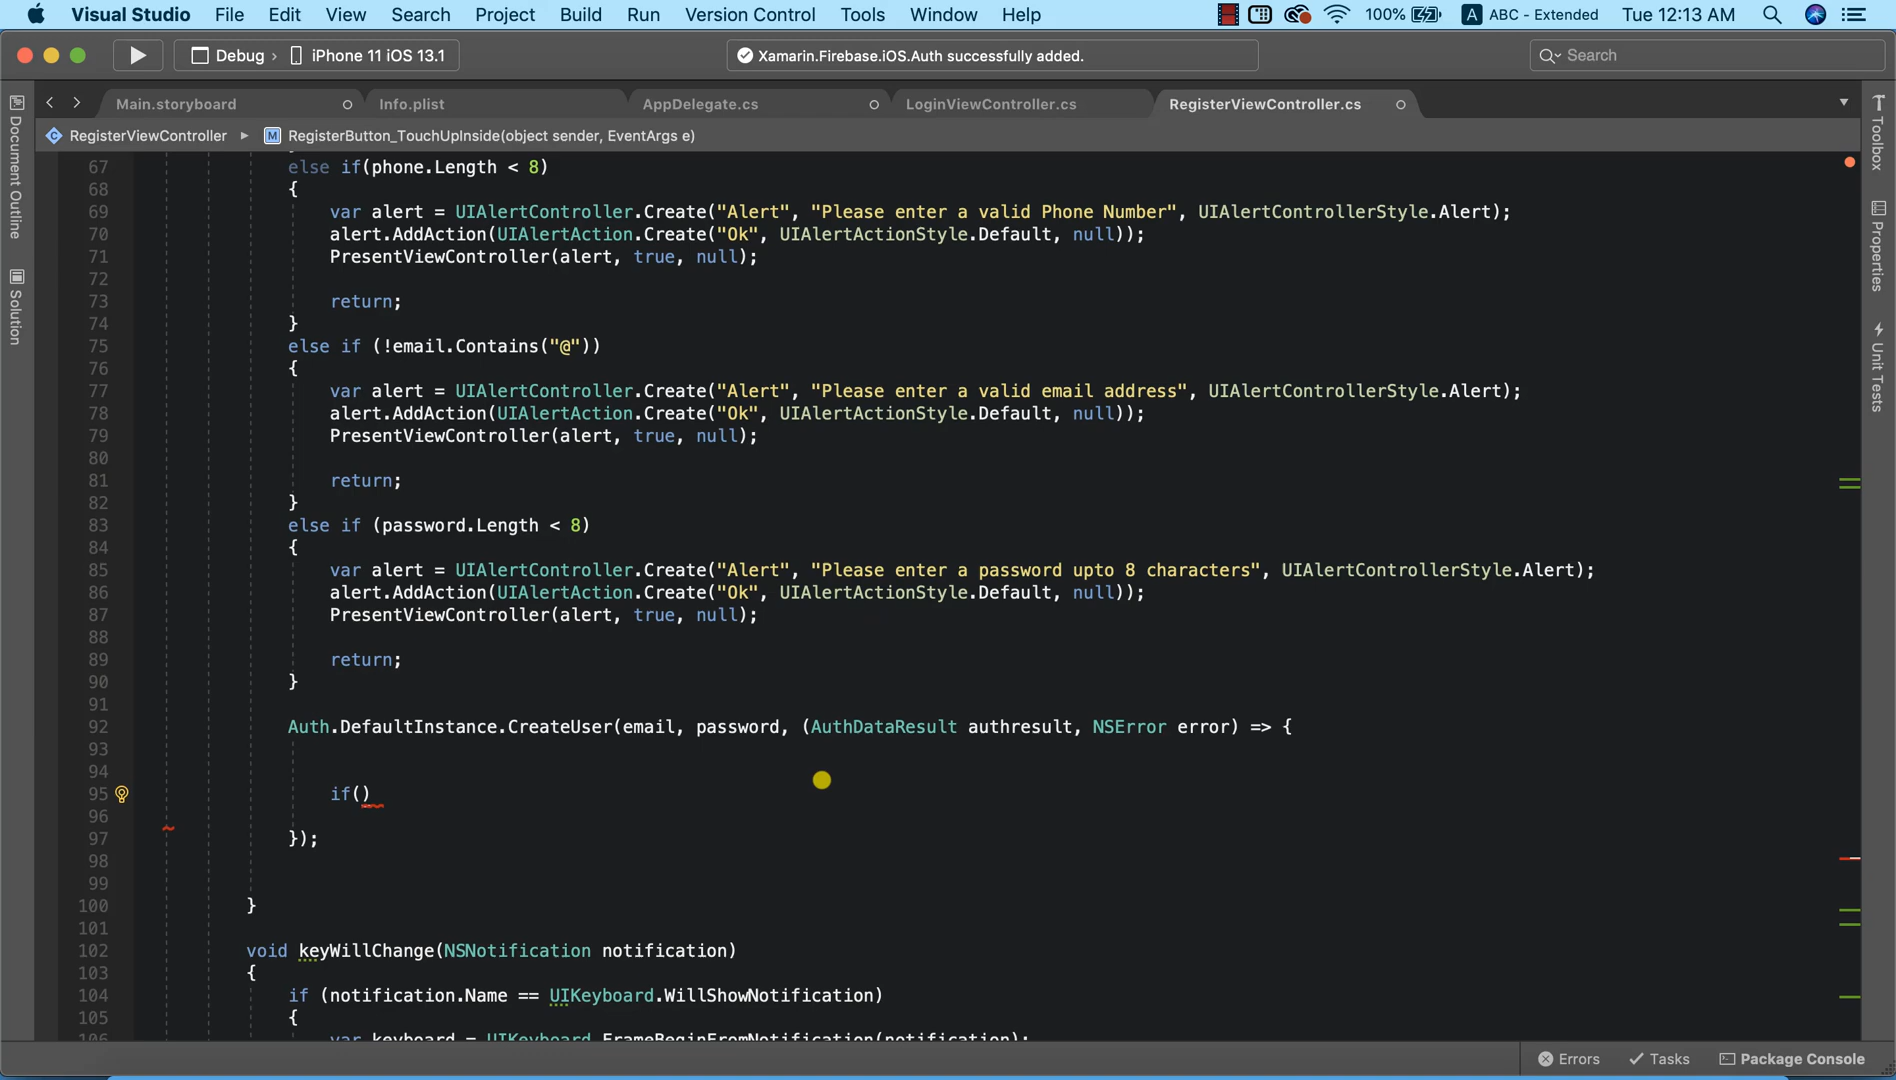 Visual Studio File Edit View Search Project Build Run Version Control Tools Window Help 100% A ABC - Extended Tue 12:13 AM
Debug › iPhone 11 iOS 13.1 Xamarin.Firebase.iOS.Auth successfully added. Search
Main.storyboard Info.plist AppDelegate.cs LoginViewController.cs RegisterViewController.cs
C RegisterViewController M RegisterButton_TouchUpInside(object sender, EventArgs e)
Document Outline
Solution
Toolbox
Properties
Unit Tests
67 else if(phone.Length < 8)
68 {
69 var alert = UIAlertController.Create("Alert", "Please enter a valid Phone Number", UIAlertControllerStyle.Alert);
70 alert.AddAction(UIAlertAction.Create("Ok", UIAlertActionStyle.Default, null));
71 PresentViewController(alert, true, null);
72
73 return;
74 }
75 else if (!email.Contains("@"))
76 {
77 var alert = UIAlertController.Create("Alert", "Please enter a valid email address", UIAlertControllerStyle.Alert);
78 alert.AddAction(UIAlertAction.Create("Ok", UIAlertActionStyle.Default, null));
79 PresentViewController(alert, true, null);
80
81 return;
82 }
83 else if (password.Length < 8)
84 {
85 var alert = UIAlertController.Create("Alert", "Please enter a password upto 8 characters", UIAlertControllerStyle.Alert);
86 alert.AddAction(UIAlertAction.Create("Ok", UIAlertActionStyle.Default, null));
87 PresentViewController(alert, true, null);
88
89 return;
90 }
91
92 Auth.DefaultInstance.CreateUser(email, password, (AuthDataResult authresult, NSError error) => {
93
94
95 if()
96
97 });
98
99
100 }
101
102 void keyWillChange(NSNotification notification)
103 {
104 if (notification.Name == UIKeyboard.WillShowNotification)
105 {
106 var keyboard = UIKeyboard.FrameBeginFromNotification(notification);
Errors Tasks Package Console